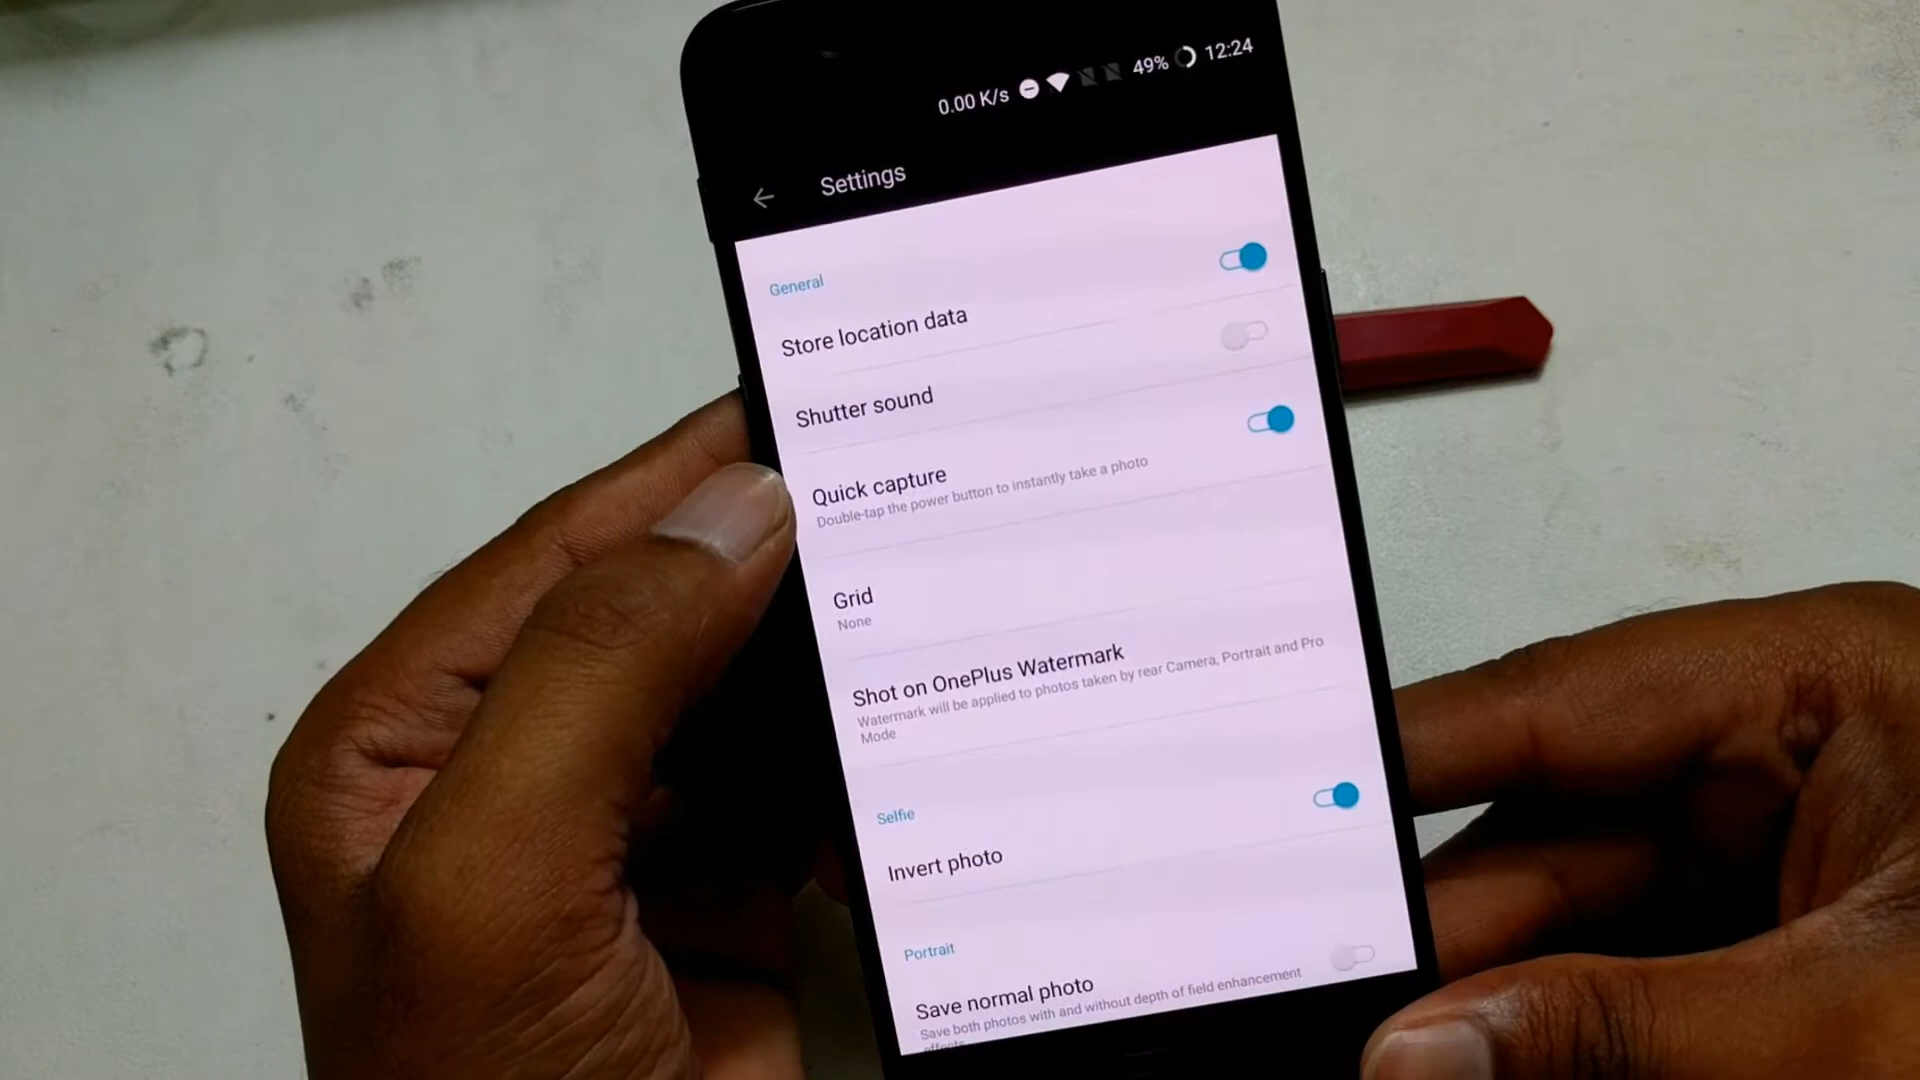 0.00 K/s 49% 12:24
Settings
General
Store location data
Shutter sound
Quick capture
Double-tap the power button to instantly take a photo
Grid
None
Shot on OnePlus Watermark
Watermark will be applied to photos taken by rear Camera, Portrait and Pro
Mode
Selfie
Invert photo
Portrait
Save normal photo
Save both photos with and without depth of field enhancement
effects